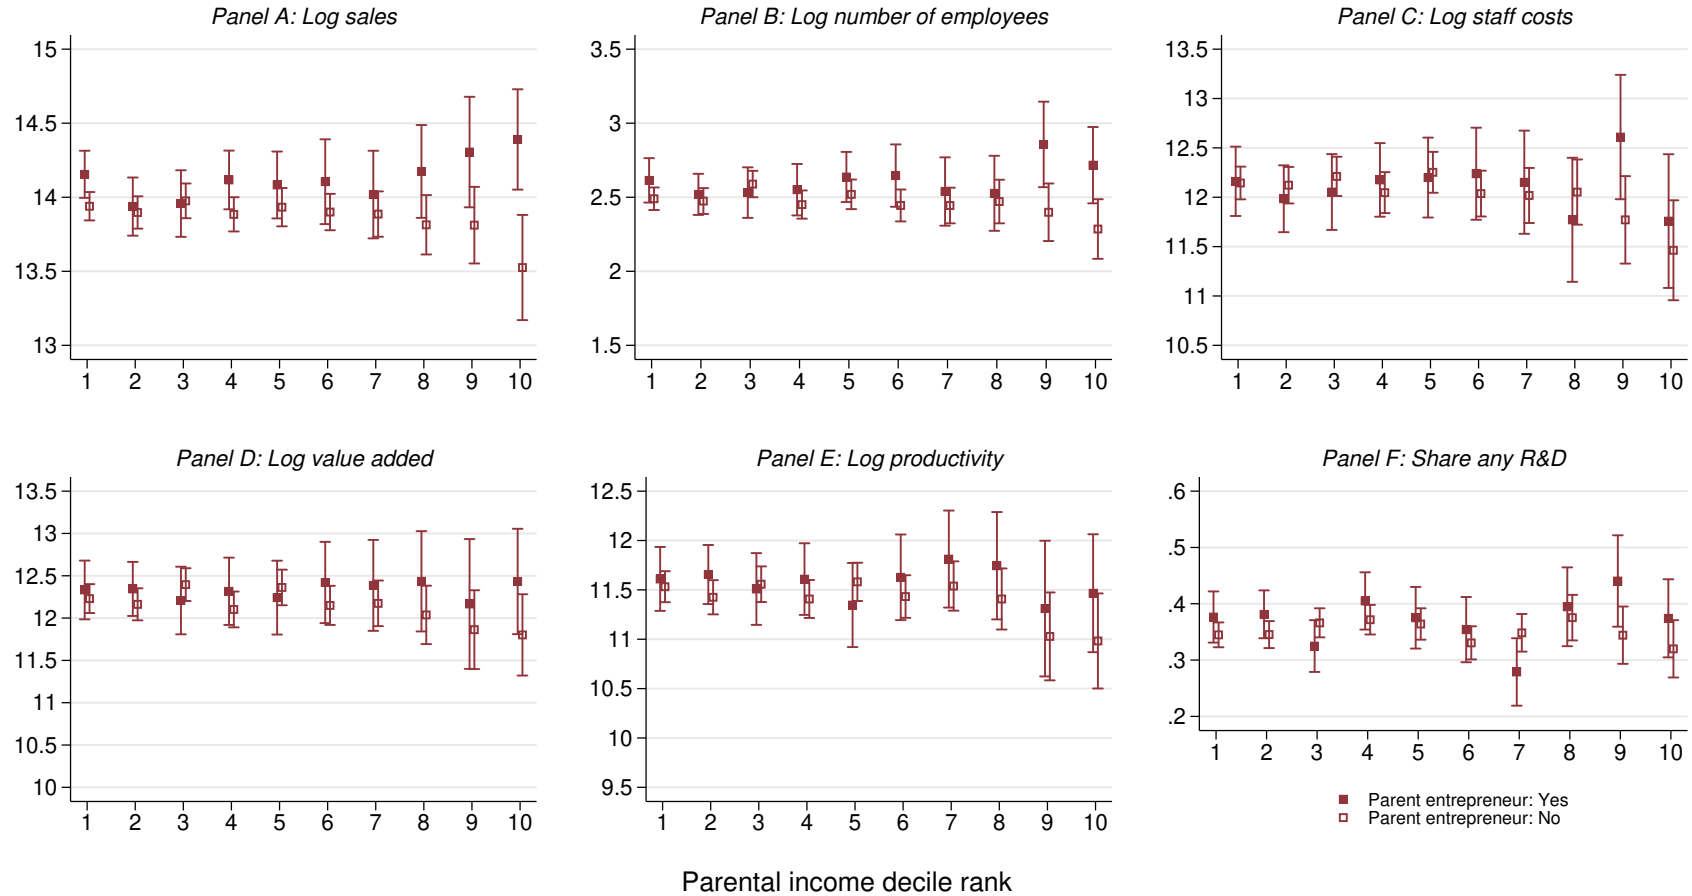 Panel A: Log sales
15
14.5
14
13.5
13
1 2 3 4 5 6 7 8 9 10
Panel B: Log number of employees
3.5
3
2.5
2
1.5
1 2 3 4 5 6 7 8 9 10
Panel C: Log staff costs
13.5
13
12.5
12
11.5
11
10.5
1 2 3 4 5 6 7 8 9 10
Panel D: Log value added
13.5
13
12.5
12
11.5
11
10.5
10
1 2 3 4 5 6 7 8 9 10
Panel E: Log productivity
12.5
12
11.5
11
10.5
10
9.5
1 2 3 4 5 6 7 8 9 10
Panel F: Share any R&D
.6
.5
.4
.3
.2
1 2 3 4 5 6 7 8 9 10
Parent entrepreneur: Yes
Parent entrepreneur: No
Parental income decile rank